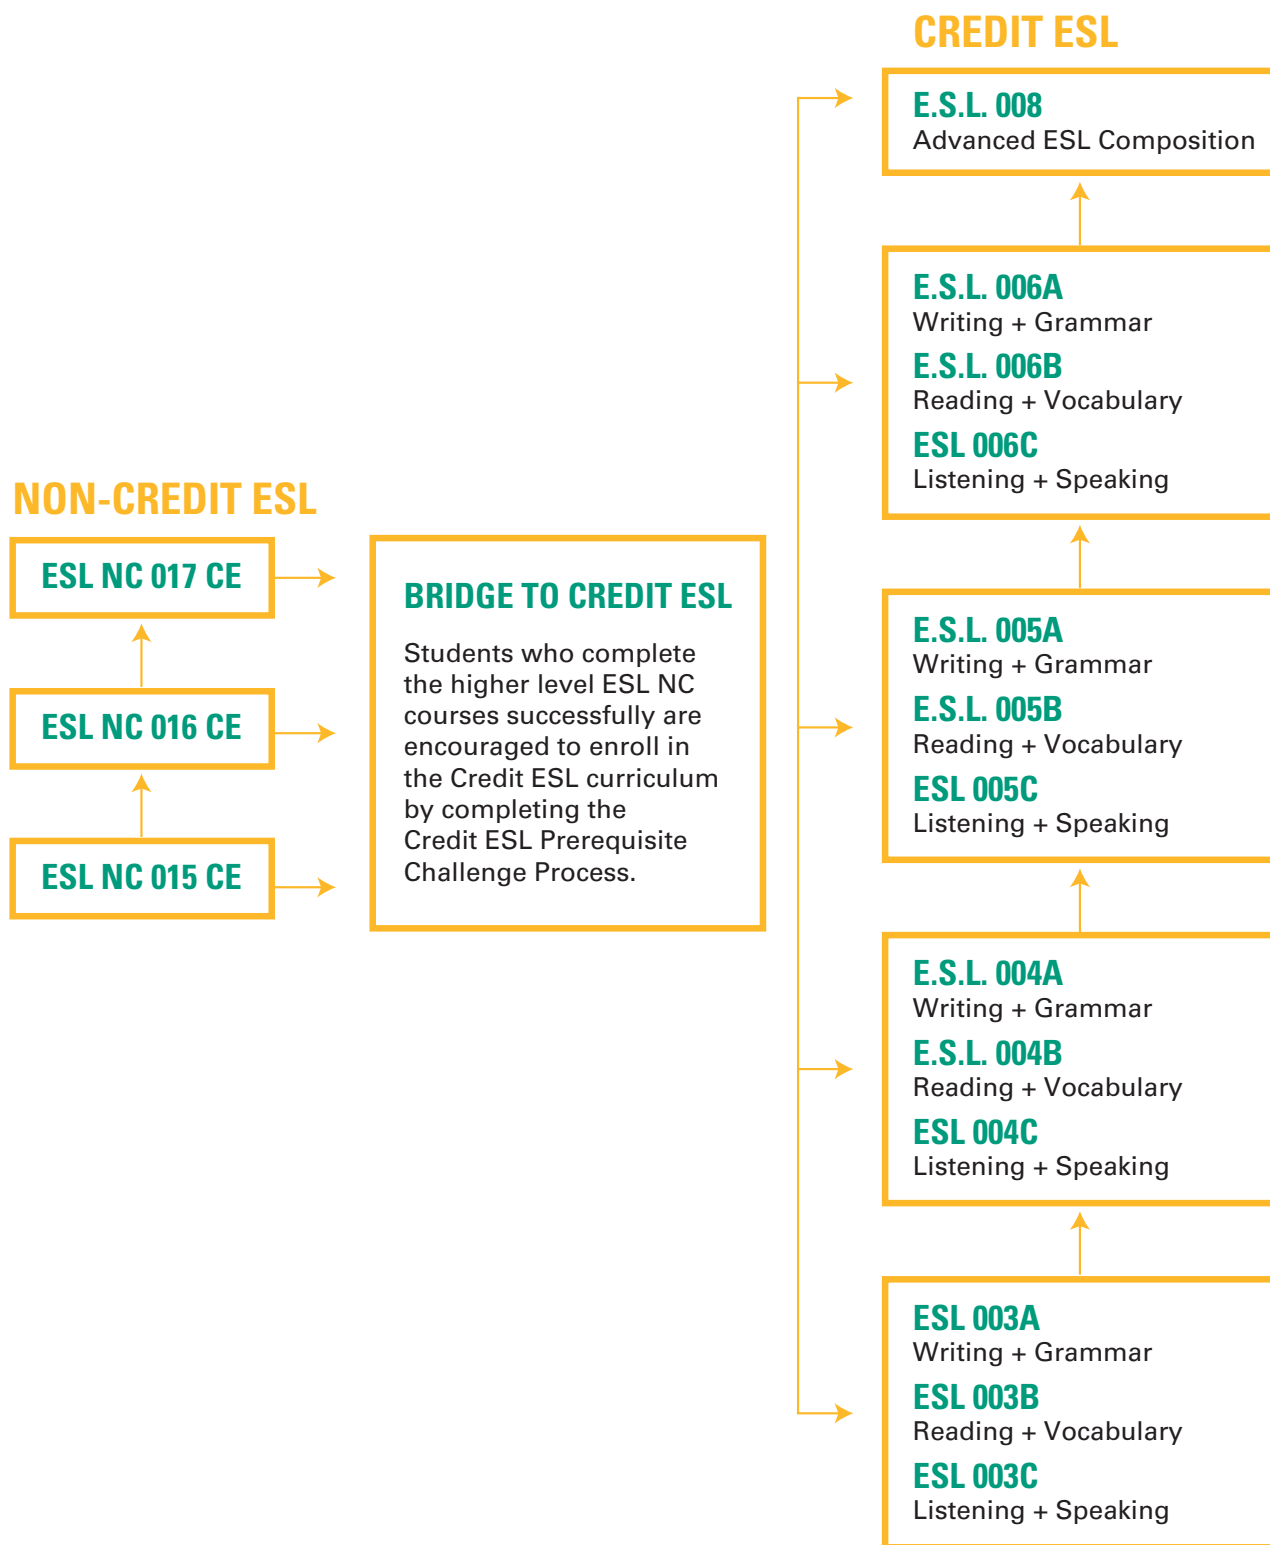 NON-CREDIT ESL
ESL NC 017 CE
ESL NC 016 CE
ESL NC 015 CE
BRIDGE TO CREDIT ESL
Students who complete
the higher level ESL NC
courses successfully are
encouraged to enroll in
the Credit ESL curriculum
by completing the
Credit ESL Prerequisite
Challenge Process.
CREDIT ESL
E.S.L. 008
Advanced ESL Composition
E.S.L. 006A
Writing + Grammar
E.S.L. 006B
Reading + Vocabulary
ESL 006C
Listening + Speaking
E.S.L. 005A
Writing + Grammar
E.S.L. 005B
Reading + Vocabulary
ESL 005C
Listening + Speaking
E.S.L. 004A
Writing + Grammar
E.S.L. 004B
Reading + Vocabulary
ESL 004C
Listening + Speaking
ESL 003A
Writing + Grammar
ESL 003B
Reading + Vocabulary
ESL 003C
Listening + Speaking